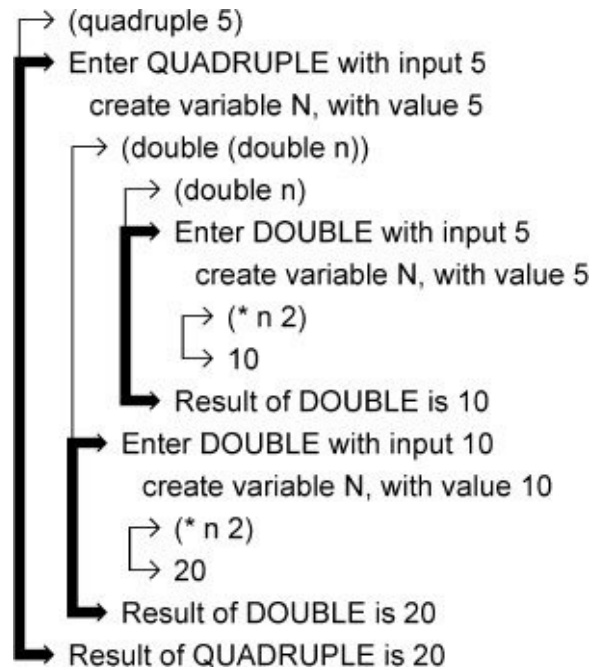 (quadruple 5)
Enter QUADRUPLE with input 5
create variable N, with value 5
(double (double n))
(double n)
Enter DOUBLE with input 5
create variable N, with value 5
(* n 2)
10
Result of DOUBLE is 10
Enter DOUBLE with input 10
create variable N, with value 10
(* n 2)
20
Result of DOUBLE is 20
Result of QUADRUPLE is 20